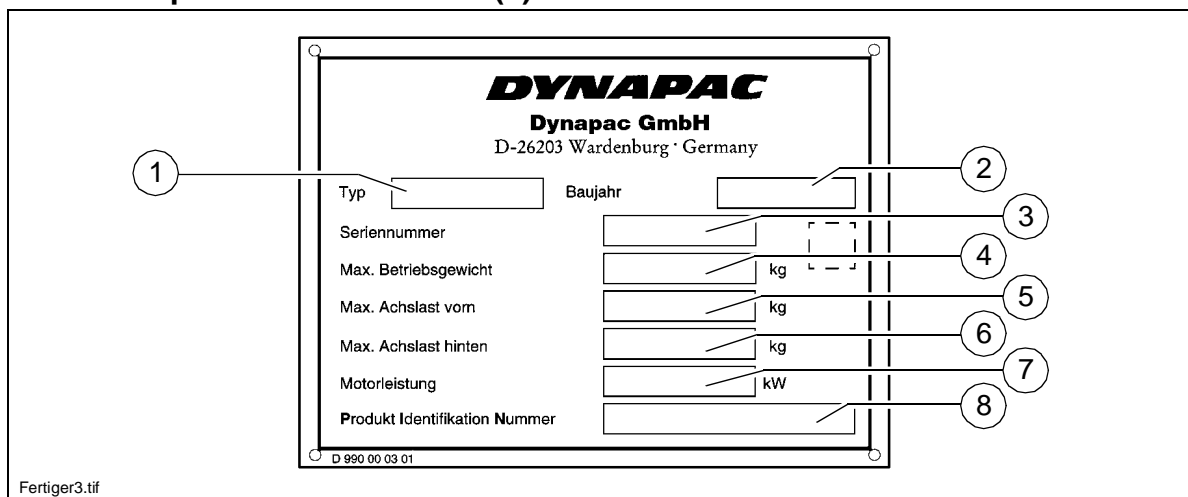 DYNAPAC
Dynapac GmbH
D-26203 Wardenburg · Germany
1
Typ
Baujahr
2
Seriennummer
3
Max. Betriebsgewicht
kg
4
Max. Achslast vorn
kg
5
Max. Achslast hinten
kg
6
Motorleistung
kW
7
Produkt Identifikation Nummer
8
D 990 00 03 01
Fertiger3.tif